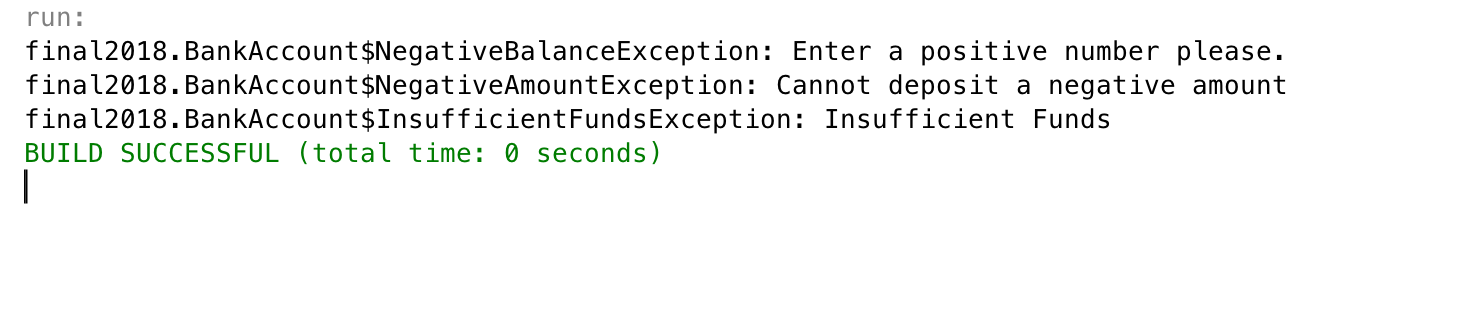 run:
final2018.BankAccount$NegativeBalanceException: Enter a positive number please.
final2018.BankAccount$NegativeAmountException: Cannot deposit a negative amount
final2018.BankAccount$InsufficientFundsException: Insufficient Funds
BUILD SUCCESSFUL (total time: 0 seconds)